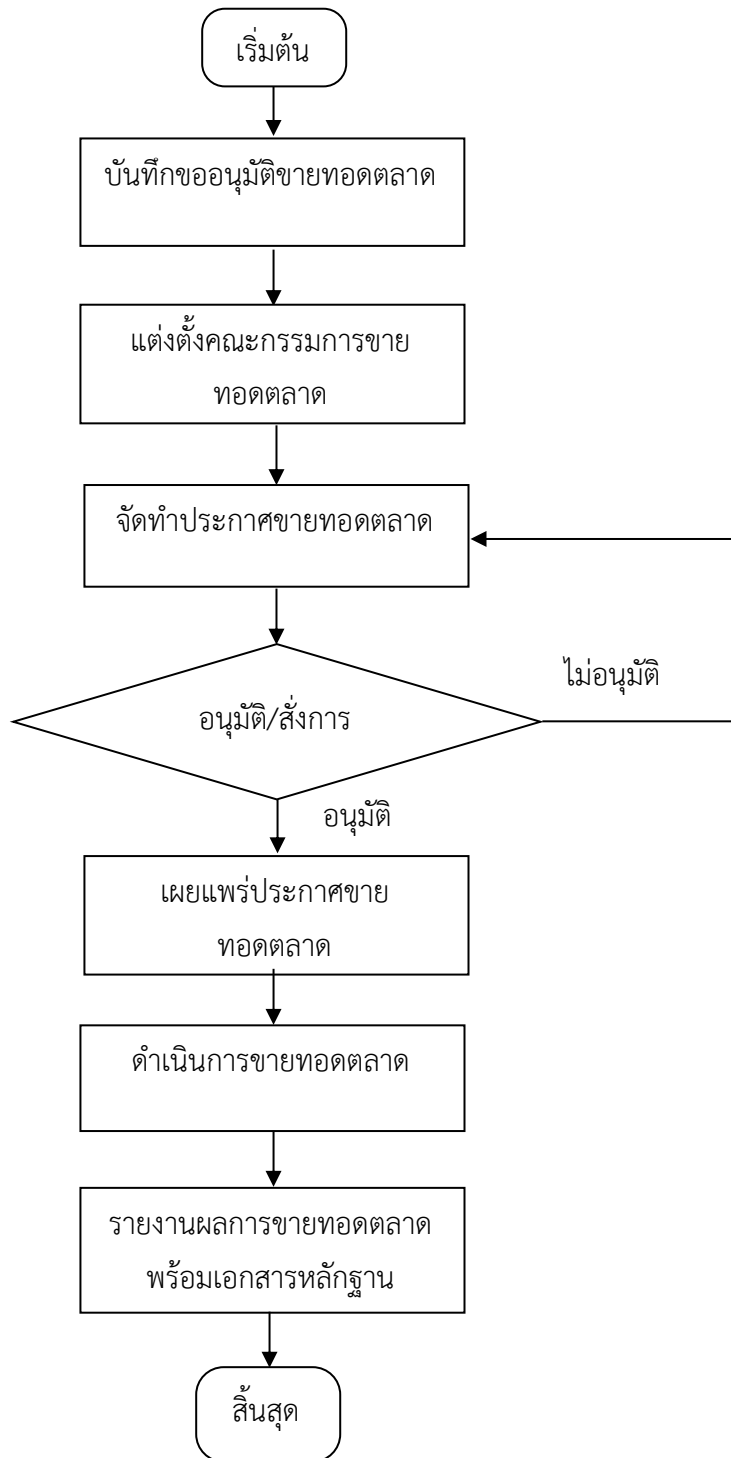 เริ่มต้น
บันทึกขออนุมัติขายทอดตลาด
แต่งตั้งคณะกรรมการขาย
ทอดตลาด
จัดทำประกาศขายทอดตลาด
ไม่อนุมัติ
อนุมัติ/สั่งการ
อนุมัติ
เผยแพร่ประกาศขาย
ทอดตลาด
ดำเนินการขายทอดตลาด
รายงานผลการขายทอดตลาด
พร้อมเอกสารหลักฐาน
สิ้นสุด